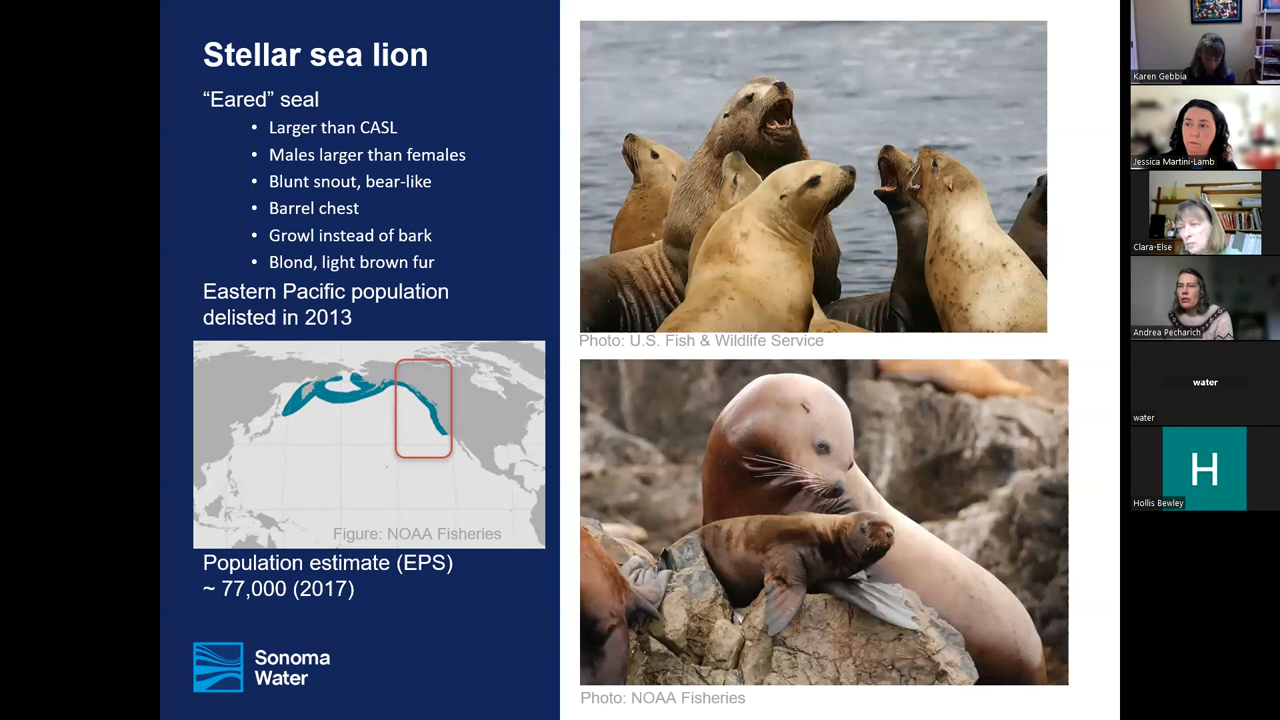 Stellar sea lion
“Eared” seal
• Larger than CASL
• Males larger than females
• Blunt snout, bear-like
• Barrel chest
• Growl instead of bark
• Blond, light brown fur
Eastern Pacific population
delisted in 2013
Figure: NOAA Fisheries
Population estimate (EPS)
~ 77,000 (2017)
Sonoma
Water
Photo: U.S. Fish & Wildlife Service
Photo: NOAA Fisheries
Karen Gebbia
Jessica Martini-Lamb
Clara-Else
Andrea Pecharich
water
water
H
Hollis Bewley